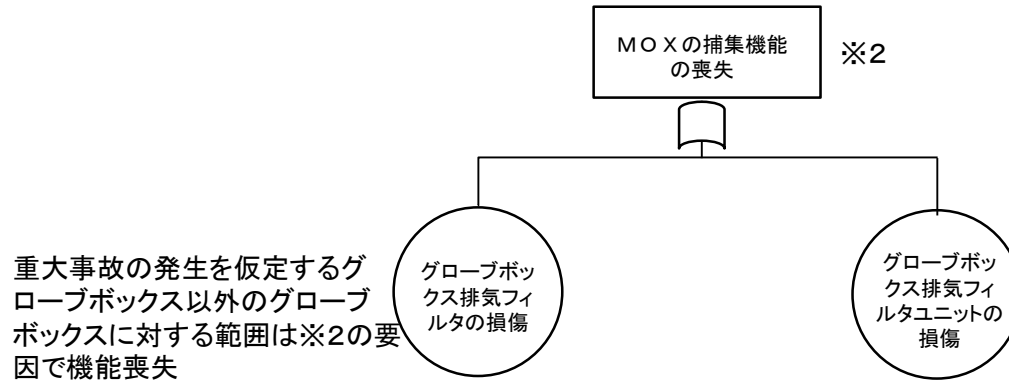 ＭＯＸの捕集機能
の喪失
※2
グローブボッ
クス排気フィ
ルタの損傷
グローブボッ
クス排気フィ
ルタユニットの
損傷
重大事故の発生を仮定するグ
ローブボックス以外のグローブ
ボックスに対する範囲は※2の要
因で機能喪失